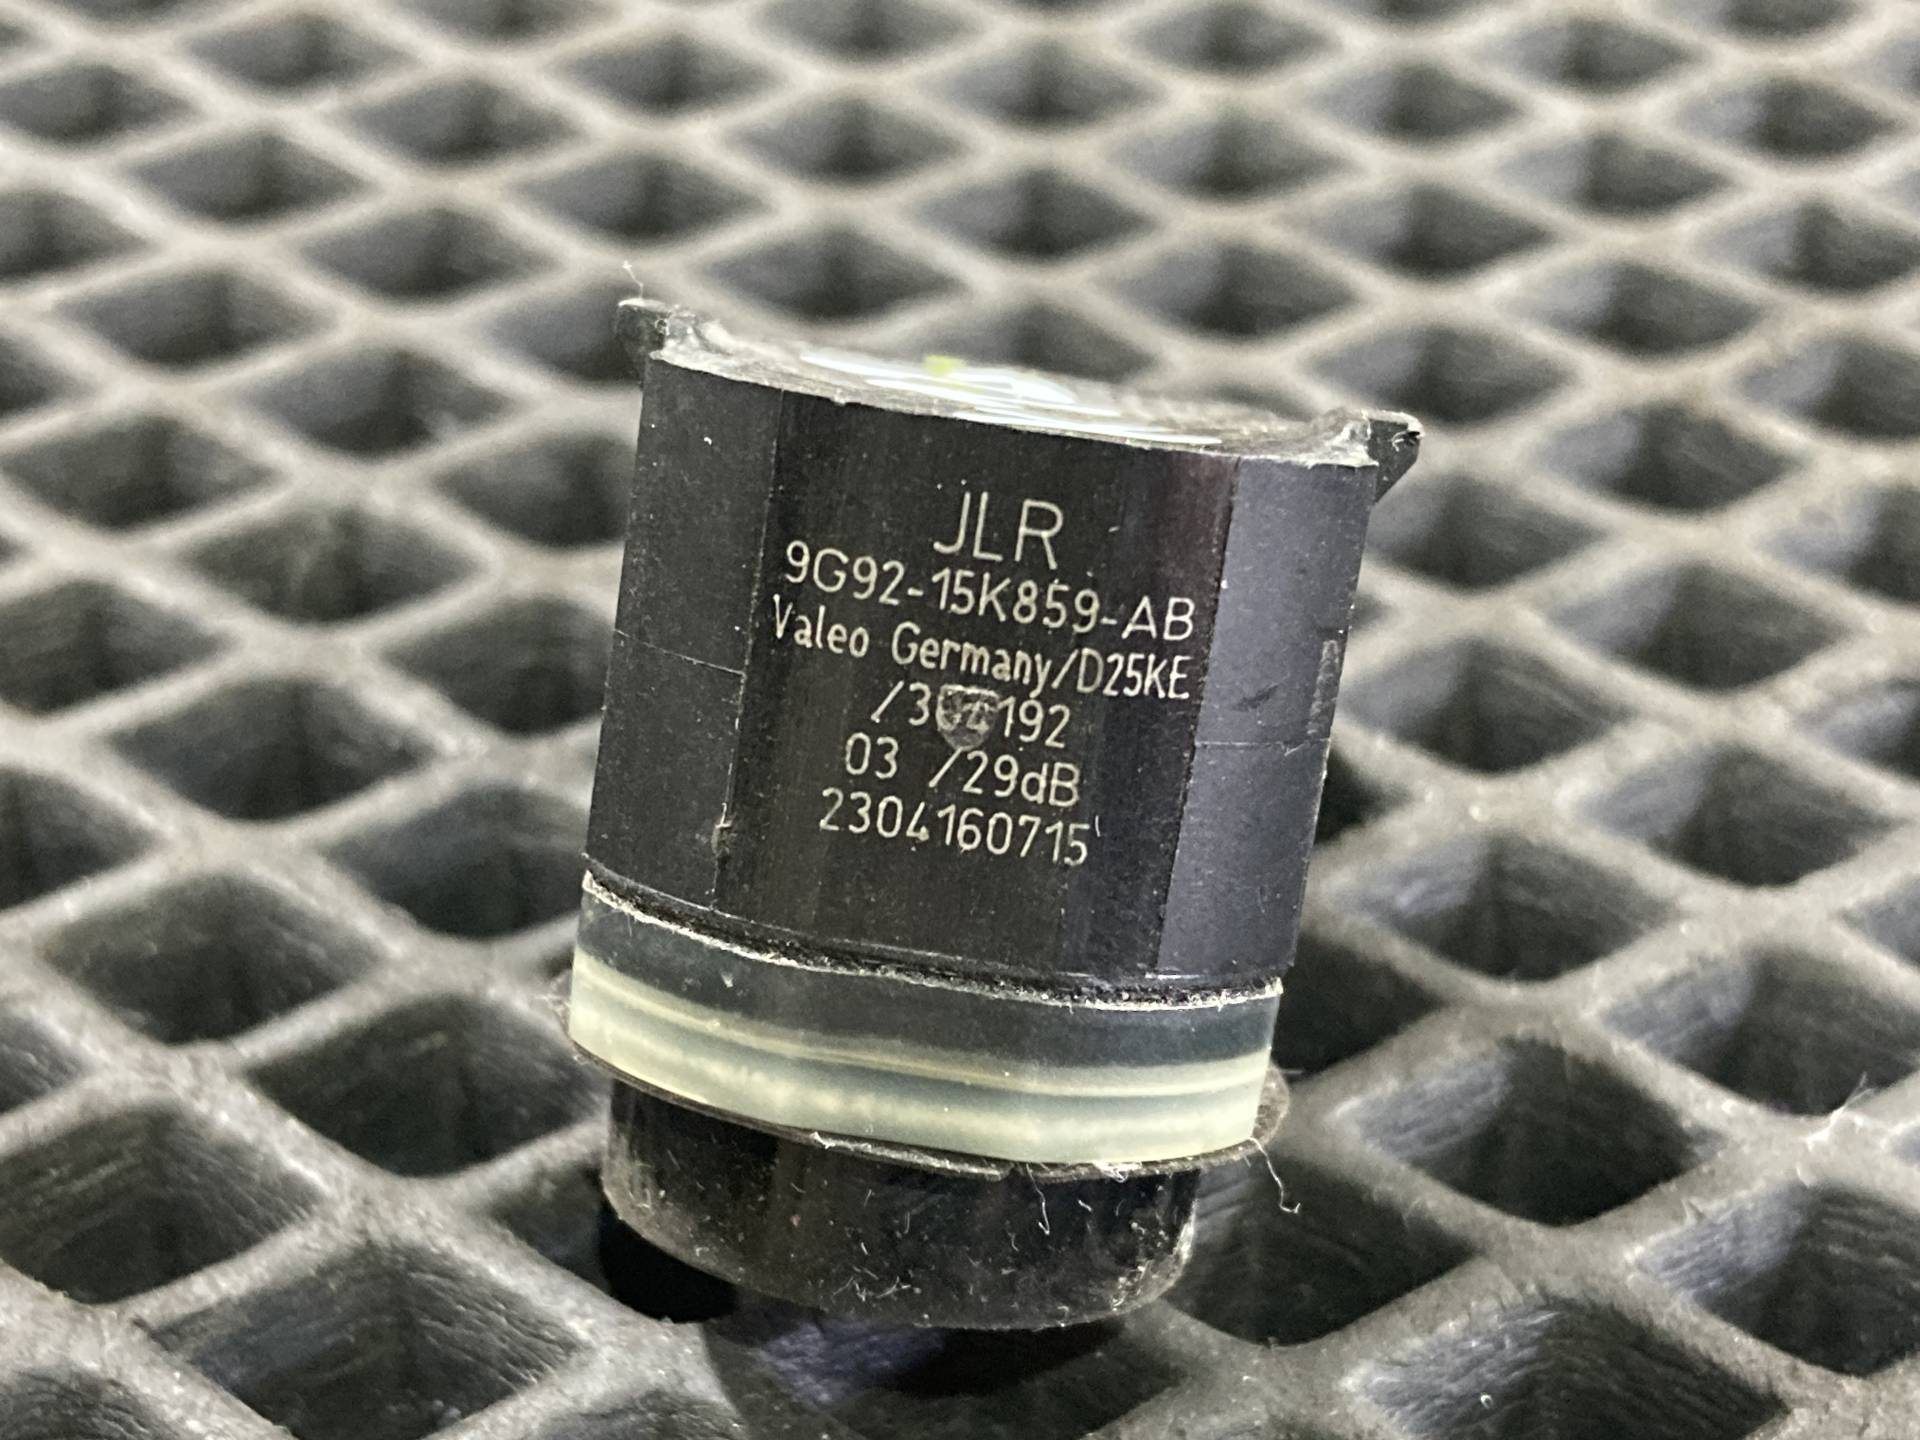 JLR
9G92-15K859-AB
Valeo Germany/D25KE
192
03 /29dB
2304160715